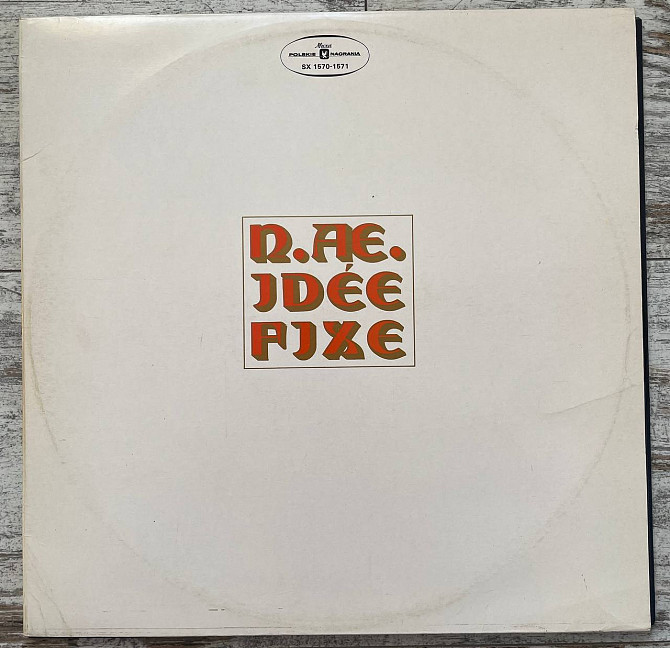 Muza
POLSKIE NAGRANIA
SX 1570-1571
N.AE.
IDÉE
FIXE